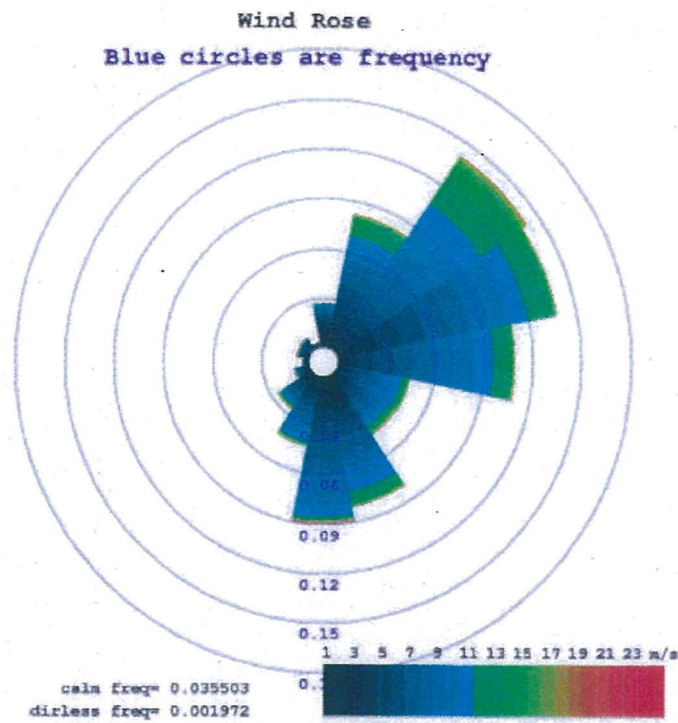 Wind Rose
Blue circles are frequency
0.06
0.09
0.12
0.15
1 3 5 7 9 11 13 15 17 19 21 23 m/s
calm freq= 0.035503
dirless freq= 0.001972